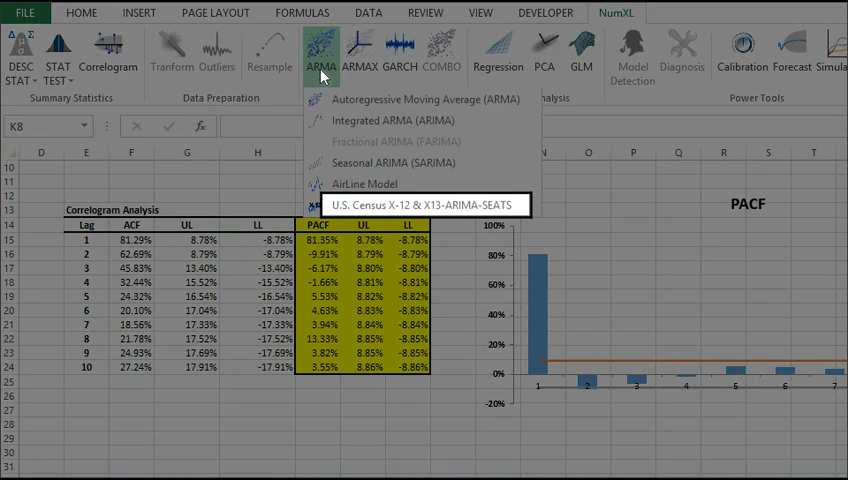 FILE HOME INSERT PAGE LAYOUT FORMULAS DATA REVIEW VIEW DEVELOPER NumXL
DESC STAT
STAT TEST
Correlogram
Tranform
Outliers
Resample
ARMA
ARMAX
GARCH
COMBO
Regression
PCA
GLM
Model Detection
Diagnosis
Calibration
Forecast
Simula
Summary Statistics
Data Preparation
Power Tools
Autoregressive Moving Average (ARMA)
Integrated ARMA (ARIMA)
Fractional ARIMA (FARIMA)
Seasonal ARIMA (SARIMA)
AirLine Model
U.S. Census X-12 & X13-ARIMA-SEATS
K8
fx
D E F G H N O P Q R S T
10
11
12
13 Correlogram Analysis
14 Lag ACF UL LL PACF UL LL
15 1 81.29% 8.78% -8.78% 81.35% 8.78% -8.78%
16 2 62.69% 8.79% -8.79% -9.91% 8.79% -8.79%
17 3 45.83% 13.40% -13.40% -6.17% 8.80% -8.80%
18 4 32.44% 15.52% -15.52% -1.66% 8.81% -8.81%
19 5 24.32% 16.54% -16.54% 5.53% 8.82% -8.82%
20 6 20.10% 17.04% -17.04% 4.63% 8.83% -8.83%
21 7 18.56% 17.33% -17.33% 3.94% 8.84% -8.84%
22 8 21.78% 17.52% -17.52% 13.33% 8.85% -8.85%
23 9 24.93% 17.69% -17.69% 3.82% 8.85% -8.85%
24 10 27.24% 17.91% -17.91% 3.55% 8.86% -8.86%
25
26
27
28
29
30
31
PACF
100%
80%
60%
40%
20%
0%
-20%
1 2 3 4 5 6 7